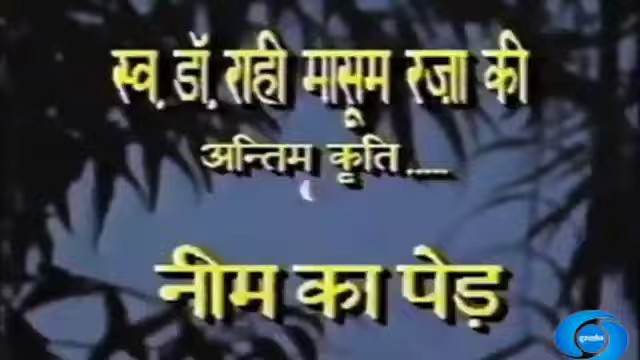 स्व. डॉ. राही मासूम रज़ा की
अन्तिम कृति.....
नीम का पेड़